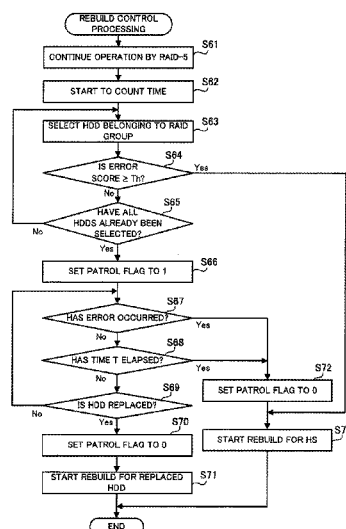 REBUILD CONTROL
PROCESSING
S61
CONTINUE OPERATION BY RAID-5
S62
START TO COUNT TIME
S63
SELECT HDD BELONGING TO RAID
GROUP
S64
IS ERROR
SCORE ≥ Th?
Yes
No
S65
HAVE ALL
HDDS ALREADY BEEN
SELECTED?
No
Yes
S66
SET PATROL FLAG TO 1
S67
HAS ERROR OCCURRED?
Yes
No
S68
HAS TIME T ELAPSED?
Yes
No
S69
IS HDD REPLACED?
No
Yes
S72
SET PATROL FLAG TO 0
S70
SET PATROL FLAG TO 0
S7
START REBUILD FOR HS
S71
START REBUILD FOR REPLACED
HDD
END